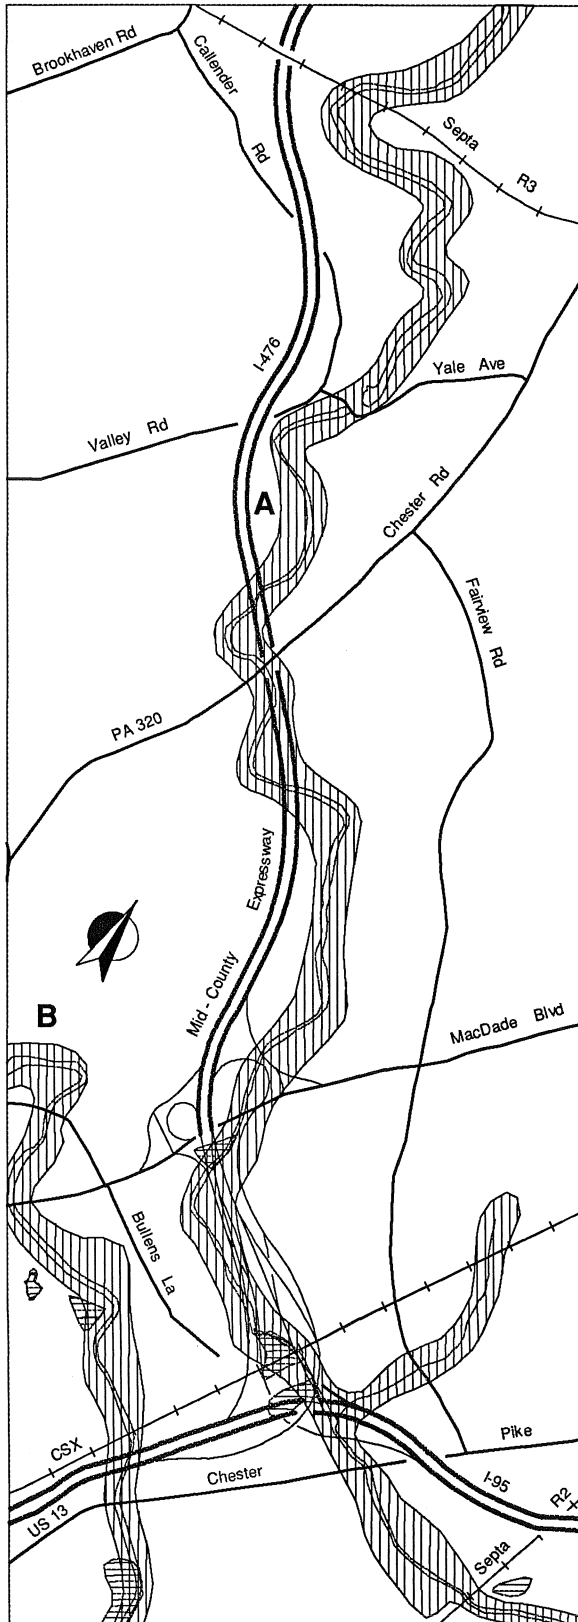 Brookhaven Rd
Callender Rd
Septa R3
I-476
Yale Ave
Valley Rd
A
Chester Rd
Fairview Rd
PA 320
Mid - County Expressway
B
MacDade Blvd
Bullens La
CSX
Pike
Chester
I-95
R2
US 13
Septa